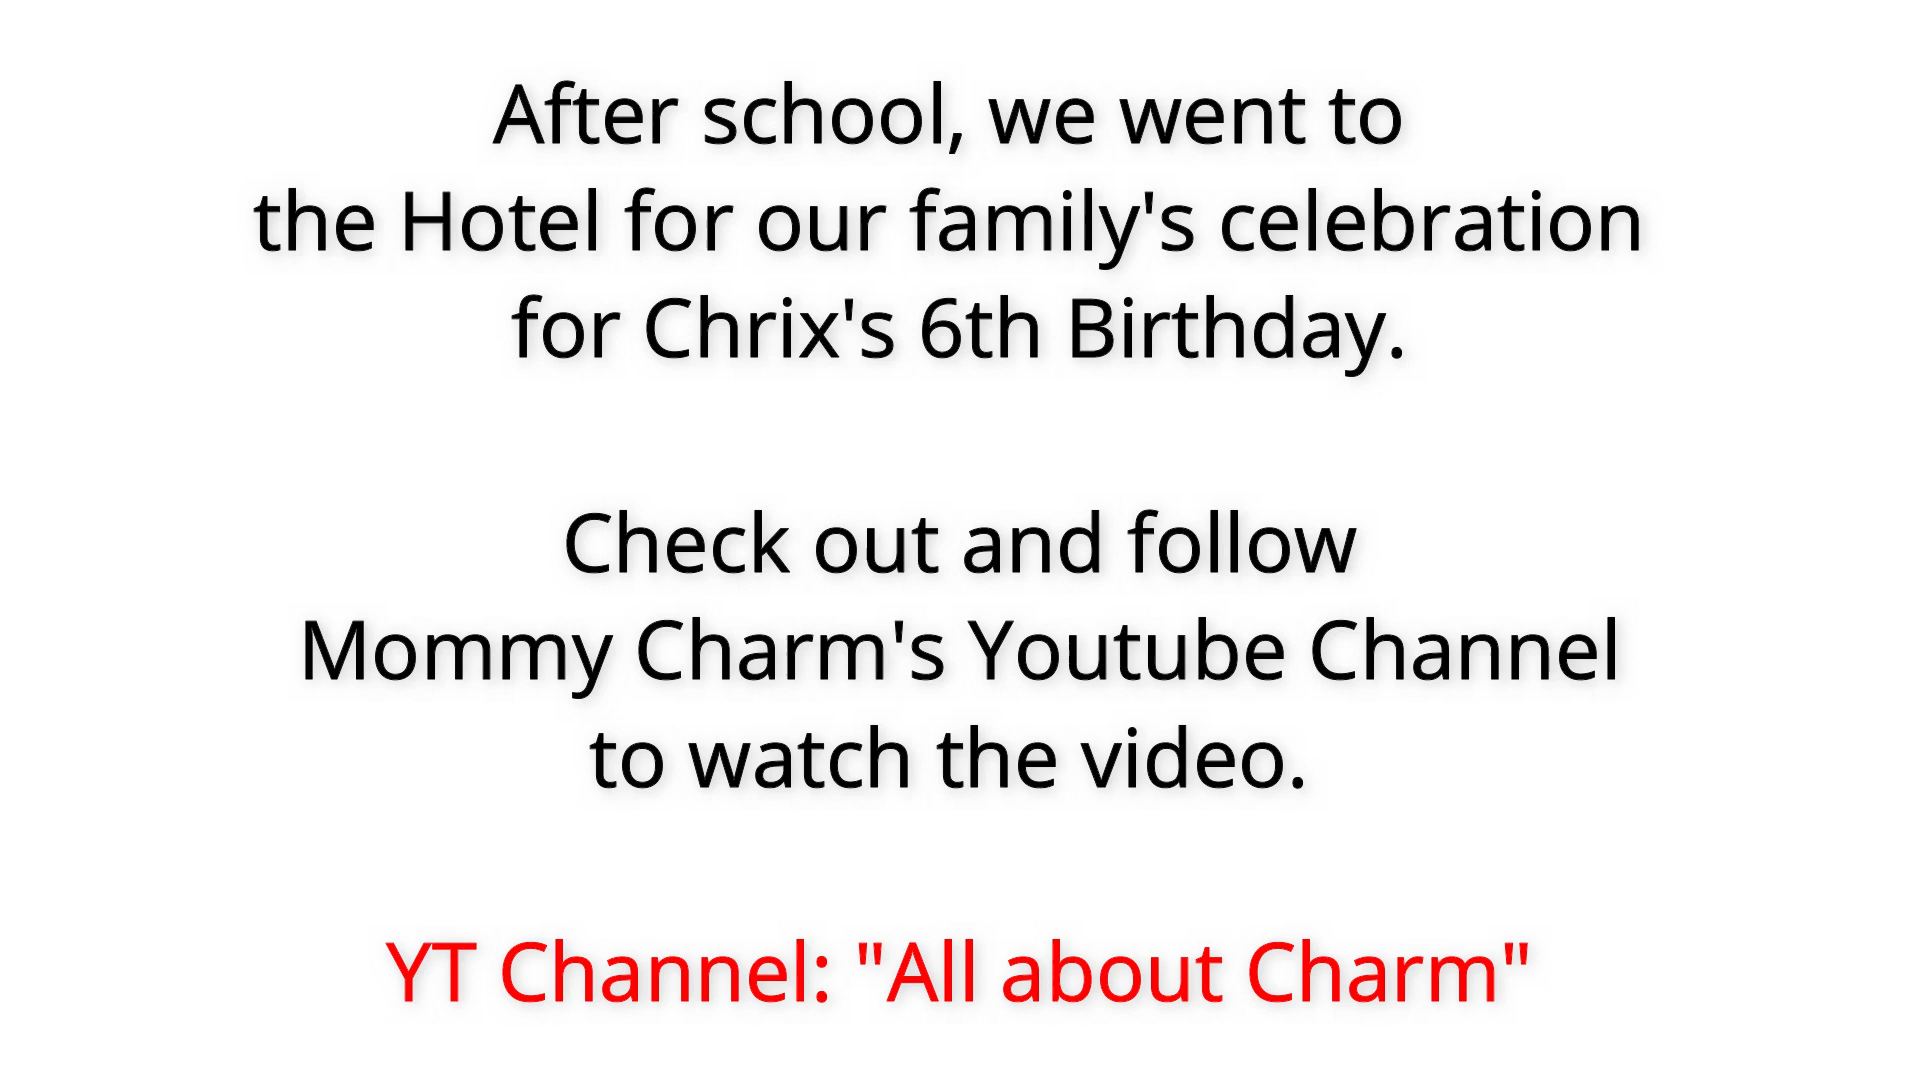 After school, we went to
the Hotel for our family's celebration
for Chrix's 6th Birthday.
Check out and follow
Mommy Charm's Youtube Channel
to watch the video.
YT Channel: "All about Charm"